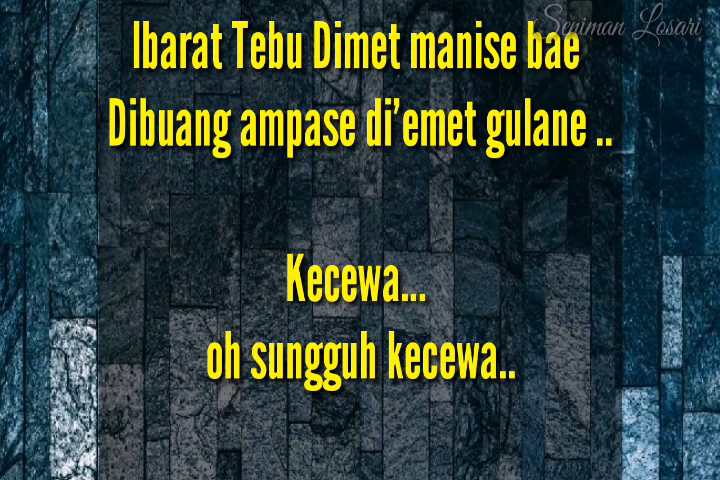 Seniman Losari
Ibarat Tebu Dimet manise bae
Dibuang ampase di'emet gulane ..
Kecewa...
oh sungguh kecewa..